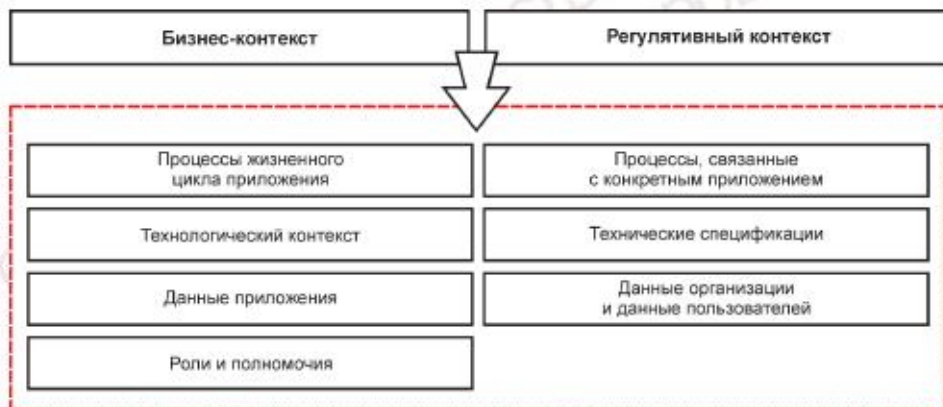 Бизнес-контекст
Регулятивный контекст
Процессы жизненного
цикла приложения
Процессы, связанные
с конкретным приложением
Технологический контекст
Технические спецификации
Данные приложения
Данные организации
и данные пользователей
Роли и полномочия